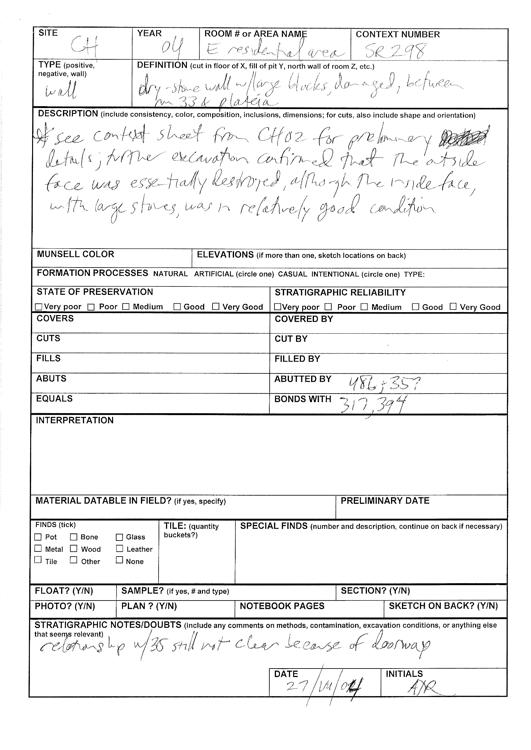 SITE CH YEAR 04 ROOM # or AREA NAME E residential area CONTEXT NUMBER SR 298
TYPE (positive, negative, wall) wall
DEFINITION (cut in floor of X, fill of pit Y, north wall of room Z, etc.)
dry-stone wall w/large blocks, damaged, between
rm 33 & plateia
DESCRIPTION (include consistency, color, composition, inclusions, dimensions; for cuts, also include shape and orientation)
* see context sheet from CH02 for preliminary
details; further excavation confirmed that the outside
face was essentially destroyed, although the inside face,
with large stones, was in relatively good condition
MUNSELL COLOR ELEVATIONS (if more than one, sketch locations on back)
FORMATION PROCESSES NATURAL ARTIFICIAL (circle one) CASUAL INTENTIONAL (circle one) TYPE:
STATE OF PRESERVATION STRATIGRAPHIC RELIABILITY
Very poor Poor Medium Good Very Good Very poor Poor Medium Good Very Good
COVERS COVERED BY
CUTS CUT BY
FILLS FILLED BY
ABUTS ABUTTED BY 486; 35?
EQUALS BONDS WITH 317, 394
INTERPRETATION
MATERIAL DATABLE IN FIELD? (if yes, specify) PRELIMINARY DATE
FINDS (tick) TILE: (quantity buckets?) SPECIAL FINDS (number and description, continue on back if necessary)
Pot Bone Glass
Metal Wood Leather
Tile Other None
FLOAT? (Y/N) SAMPLE? (if yes, # and type) SECTION? (Y/N)
PHOTO? (Y/N) PLAN ? (Y/N) NOTEBOOK PAGES SKETCH ON BACK? (Y/N)
STRATIGRAPHIC NOTES/DOUBTS (include any comments on methods, contamination, excavation conditions, or anything else
that seems relevant)
relationship w/35 still not clear because of doorway
DATE INITIALS
27/VII/04